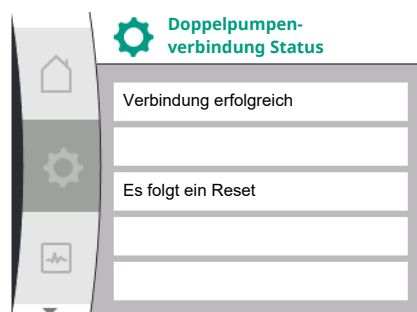 Doppelpumpen-
verbindung Status
Verbindung erfolgreich
Es folgt ein Reset